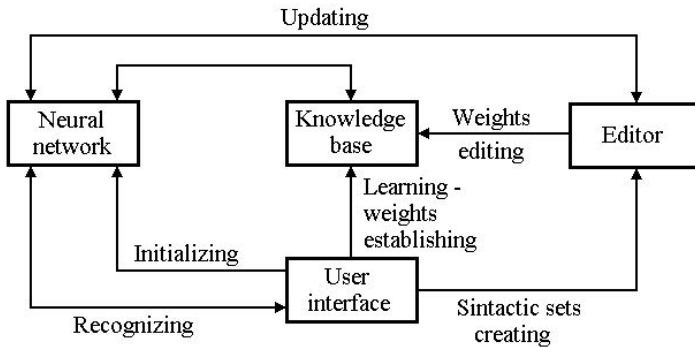 Updating
Neural
network
Knowledge
base
Weights
editing
Editor
Learning -
weights
establishing
Initializing
User
interface
Recognizing
Sintactic sets
creating